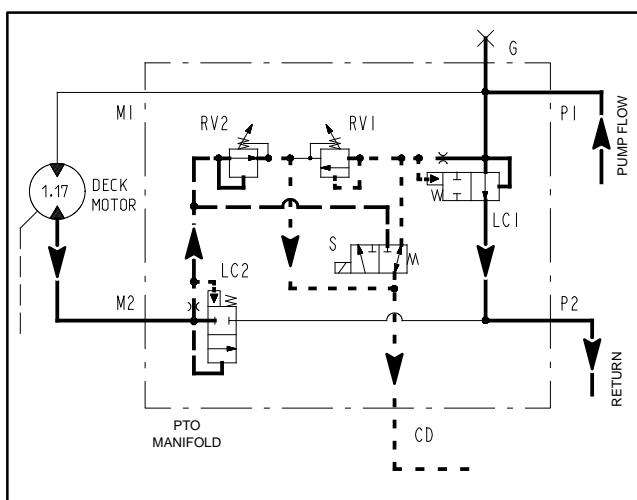 G
M1
P1
RV2
RV1
PUMP FLOW
1.17
DECK
MOTOR
LC1
S
LC2
M2
P2
RETURN
PTO
MANIFOLD
CD